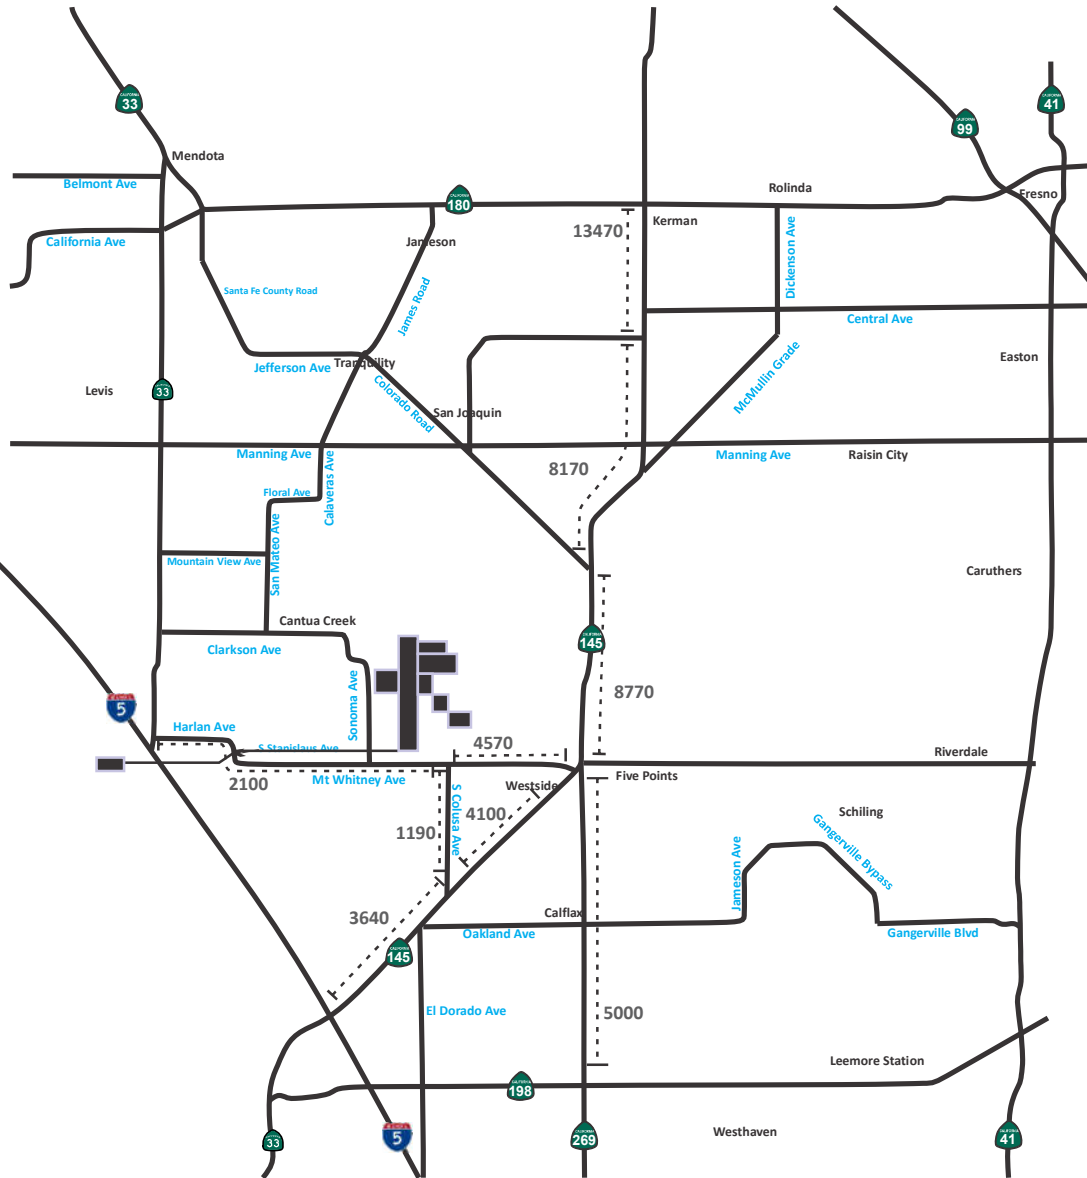 33
41
99
Mendota
Belmont Ave
180
Rolinda
Fresno
Kerman
13470
California Ave
Jameson
Dickenson Ave
Santa Fe County Road
James Road
Central Ave
Jefferson Ave
Tranquility
Easton
Levis
33
Colorado Road
McMullin Grade
San Joaquin
Manning Ave
Manning Ave
Raisin City
8170
Calaveras Ave
Floral Ave
San Mateo Ave
Mountain View Ave
Caruthers
Cantua Creek
Clarkson Ave
CALIFORNIA
145
5
Sonoma Ave
8770
Harlan Ave
S Stanislaus Ave
4570
Riverdale
2100
Mt Whitney Ave
Westside
Five Points
S Colusa Ave
4100
1190
Schiling
Gangerville Bypass
Jameson Ave
3640
Calflax
Oakland Ave
Gangerville Blvd
145
El Dorado Ave
5000
Leemore Station
198
33
5
269
Westhaven
41